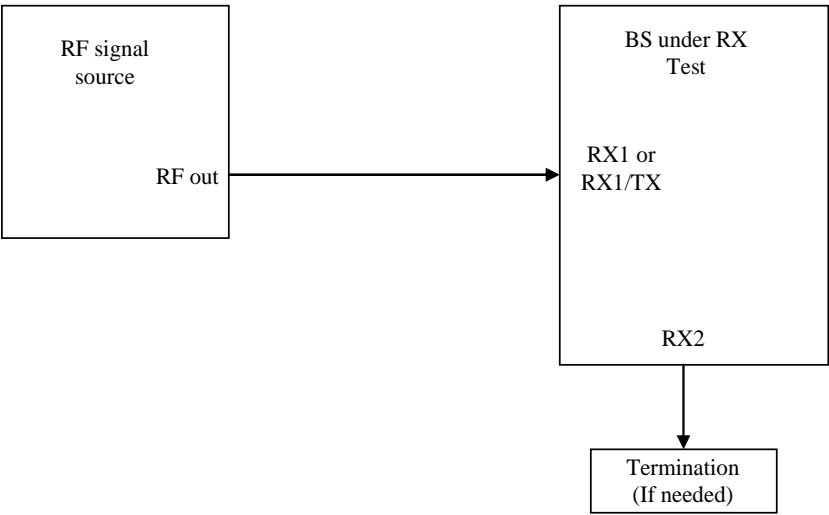 RF signal
source
RF out
BS under RX
Test
RX1 or
RX1/TX
RX2
Termination
(If needed)